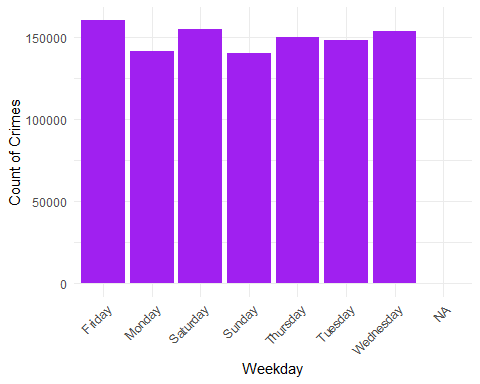 Count of Crimes
150000
100000
50000
0
Friday
Monday
Saturday
Sunday
Thursday
Tuesday
Wednesday
NA
Weekday